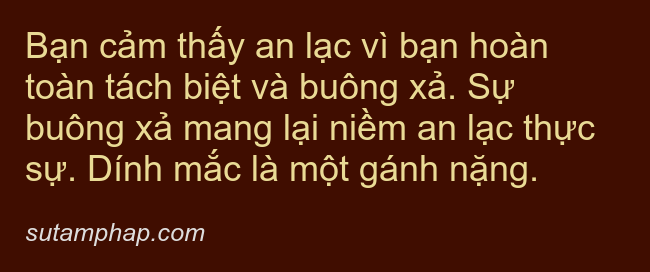 Bạn cảm thấy an lạc vì bạn hoàn
toàn tách biệt và buông xả. Sự
buông xả mang lại niềm an lạc thực
sự. Dính mắc là một gánh nặng.
sutamphap.com